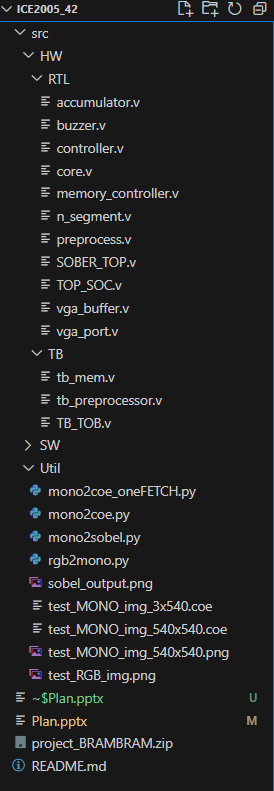 ICE2005_42
src
HW
RTL
accumulator.v
buzzer.v
controller.v
core.v
memory_controller.v
n_segment.v
preprocess.v
SOBER_TOP.v
TOP_SOC.v
vga_buffer.v
vga_port.v
TB
tb_mem.v
tb_preprocessor.v
TB_TOB.v
SW
Util
mono2coe_oneFETCH.py
mono2coe.py
mono2sobel.py
rgb2mono.py
sobel_output.png
test_MONO_img_3x540.coe
test_MONO_img_540x540.coe
test_MONO_img_540x540.png
test_RGB_img.png
~$Plan.pptx U
Plan.pptx M
project_BRAMBRAM.zip
README.md